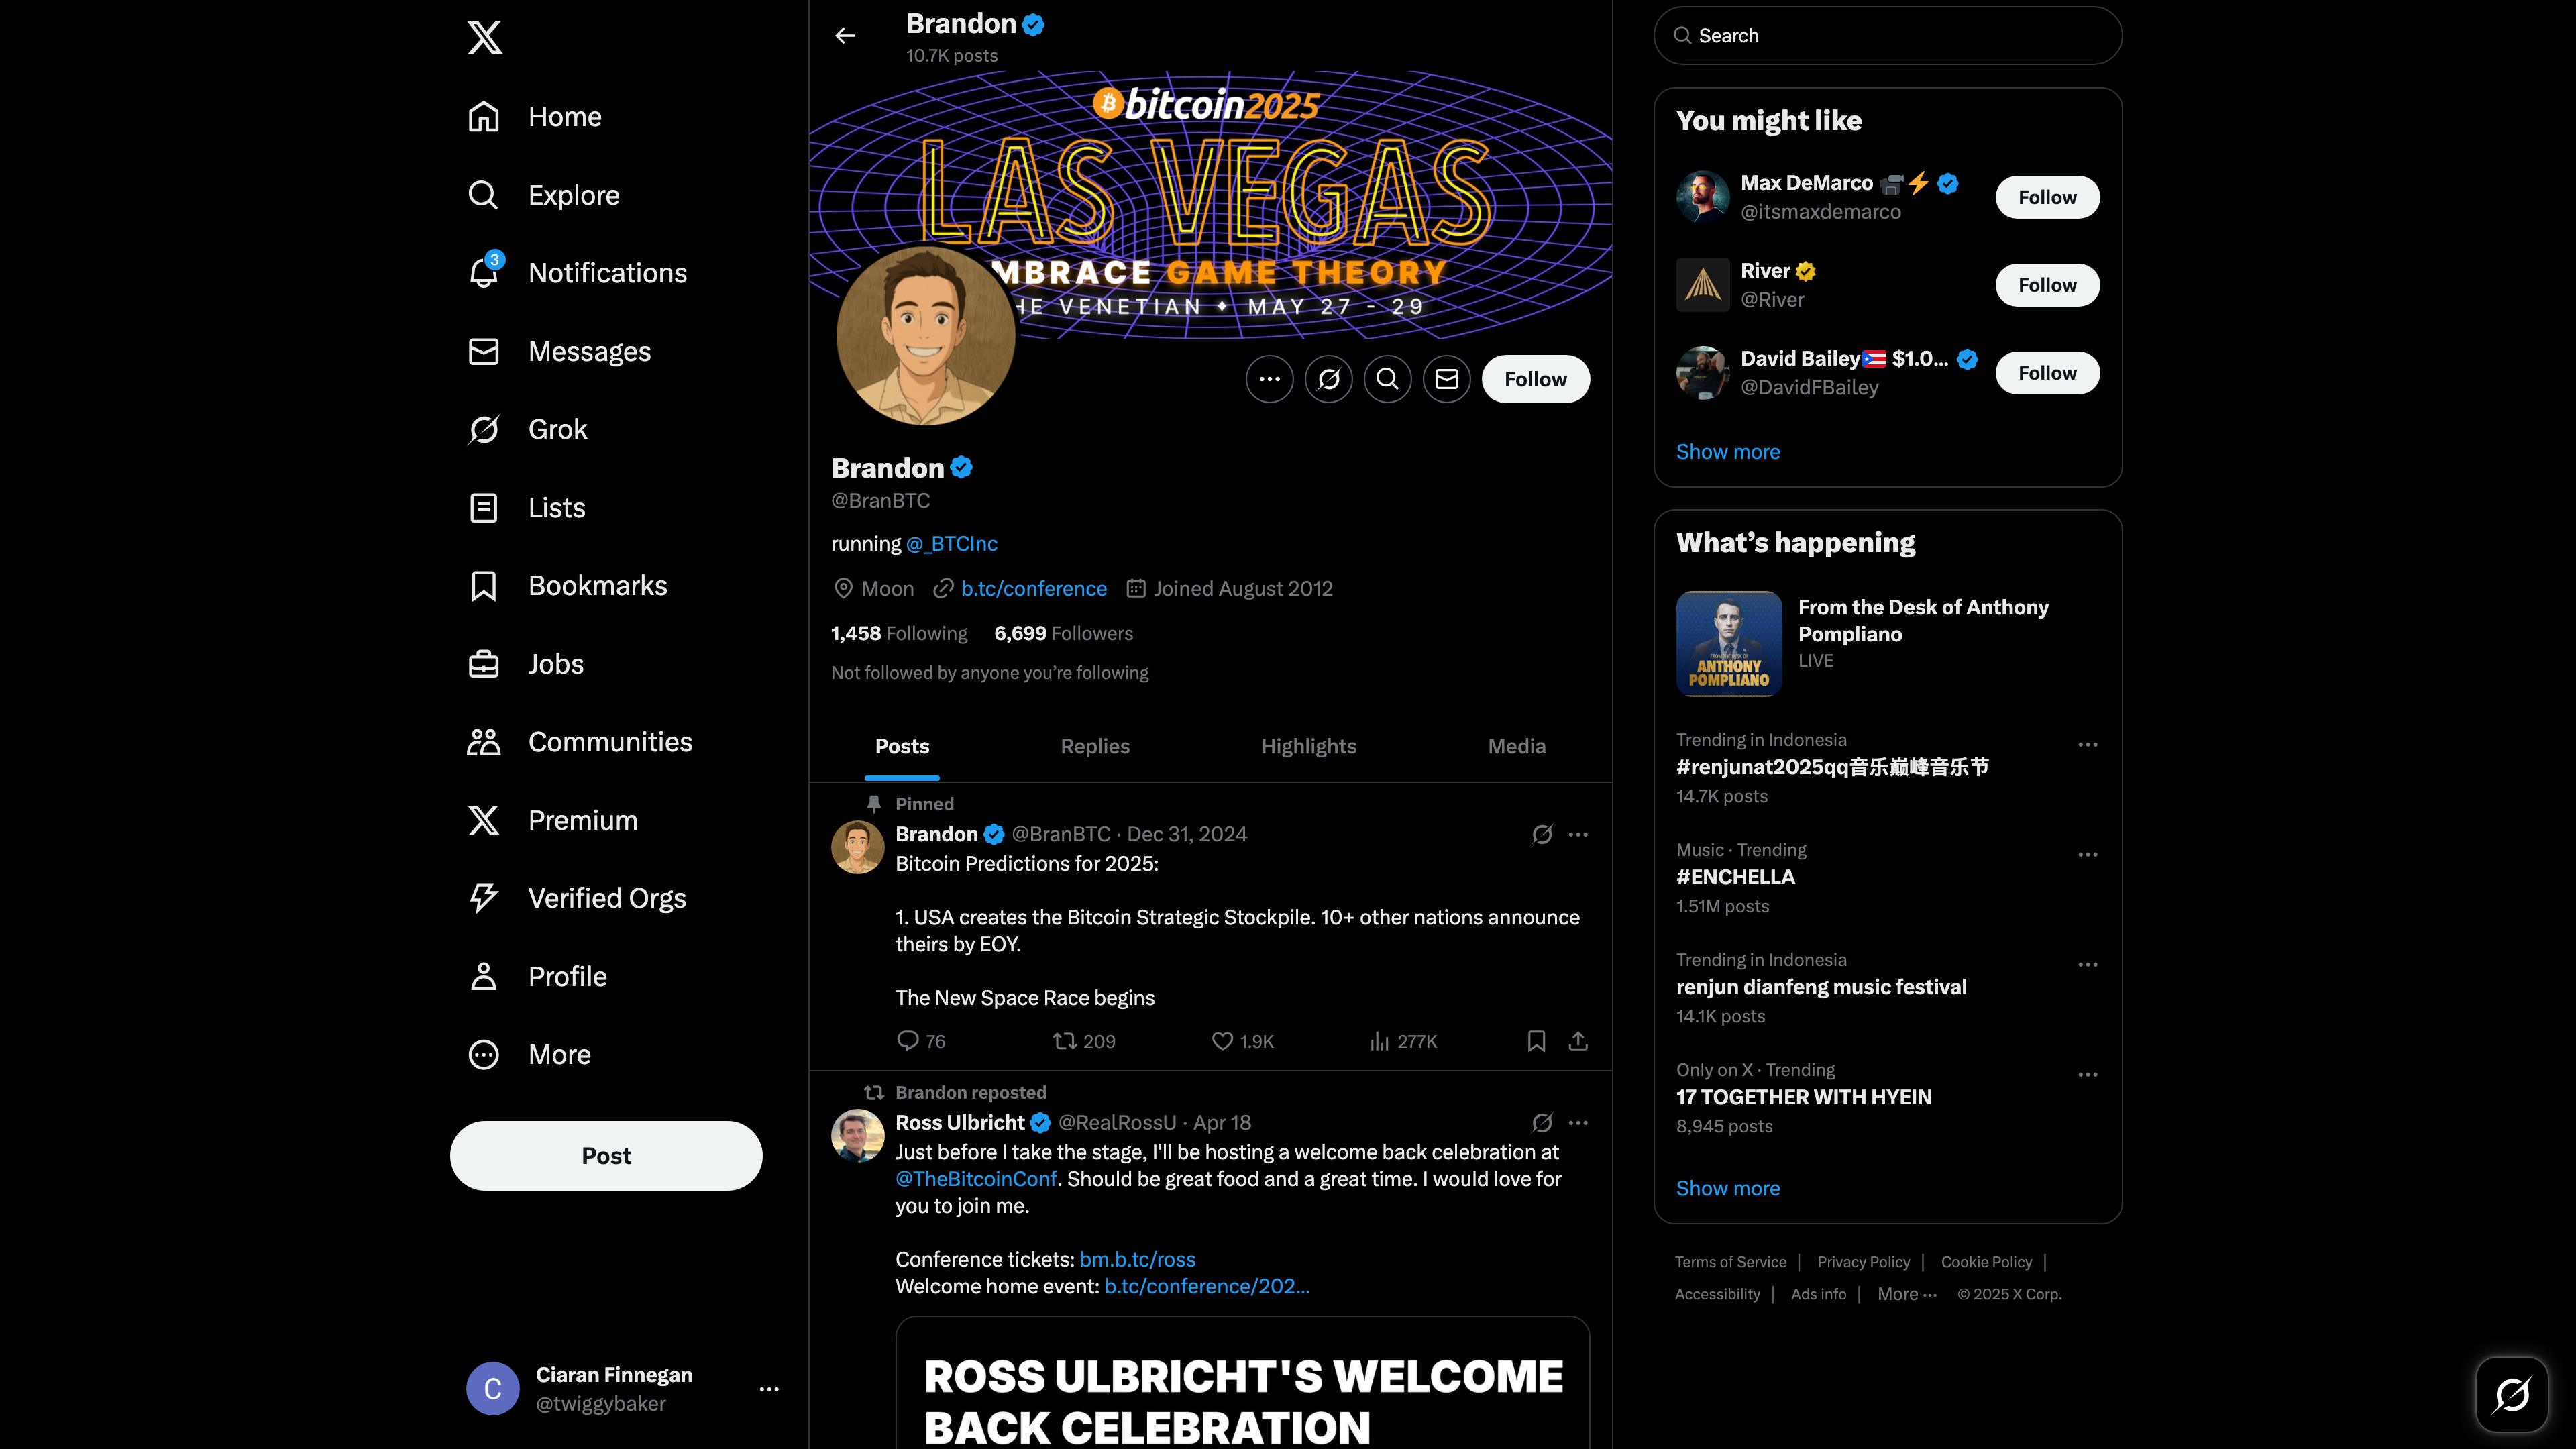 Home
Explore
3
Notifications
Messages
Grok
Lists
Bookmarks
Jobs
Communities
Premium
Verified Orgs
Profile
More
Post
C
Ciaran Finnegan
@twiggybaker
Brandon
10.7K posts
bitcoin2025
LAS VEGAS
MBRACE GAME THEORY
HE VENETIAN ✦ MAY 27 - 29
Follow
Brandon
@BranBTC
running @_BTCInc
Moon b.tc/conference Joined August 2012
1,458 Following 6,699 Followers
Not followed by anyone you’re following
Posts Replies Highlights Media
Pinned
Brandon @BranBTC · Dec 31, 2024
Bitcoin Predictions for 2025:
1. USA creates the Bitcoin Strategic Stockpile. 10+ other nations announce
theirs by EOY.
The New Space Race begins
76 209 1.9K 277K
Brandon reposted
Ross Ulbricht @RealRossU · Apr 18
Just before I take the stage, I'll be hosting a welcome back celebration at
@TheBitcoinConf. Should be great food and a great time. I would love for
you to join me.
Conference tickets: bm.b.tc/ross
Welcome home event: b.tc/conference/202...
ROSS ULBRICHT'S WELCOME
BACK CELEBRATION
Search
You might like
Max DeMarco 📹⚡
@itsmaxdemarco
Follow
River
@River
Follow
David Bailey🇵🇷 $1.0...
@DavidFBailey
Follow
Show more
What’s happening
ANTHONY
POMPLIANO
From the Desk of Anthony
Pompliano
LIVE
Trending in Indonesia
#renjunat2025qq音乐巅峰音乐节
14.7K posts
Music · Trending
#ENCHELLA
1.51M posts
Trending in Indonesia
renjun dianfeng music festival
14.1K posts
Only on X · Trending
17 TOGETHER WITH HYEIN
8,945 posts
Show more
Terms of Service | Privacy Policy | Cookie Policy |
Accessibility | Ads info | More ··· © 2025 X Corp.